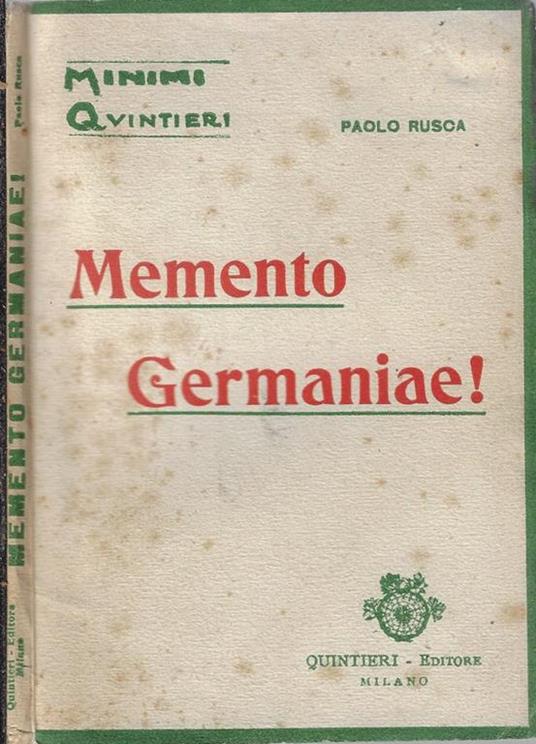 MINIMI
QVINTIERI
PAOLO RUSCA
Memento
Germaniae!
QUINTIERI - EDITORE
MILANO
Paolo Rusca
MEMENTO GERMANIAE!
Quintieri - Editore
Milano